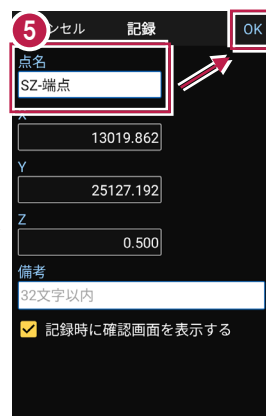 5
ンセル 記録 OK
点名
SZ-端点
X
13019.862
Y
25127.192
Z
0.500
備考
32文字以内
記録時に確認画面を表示する